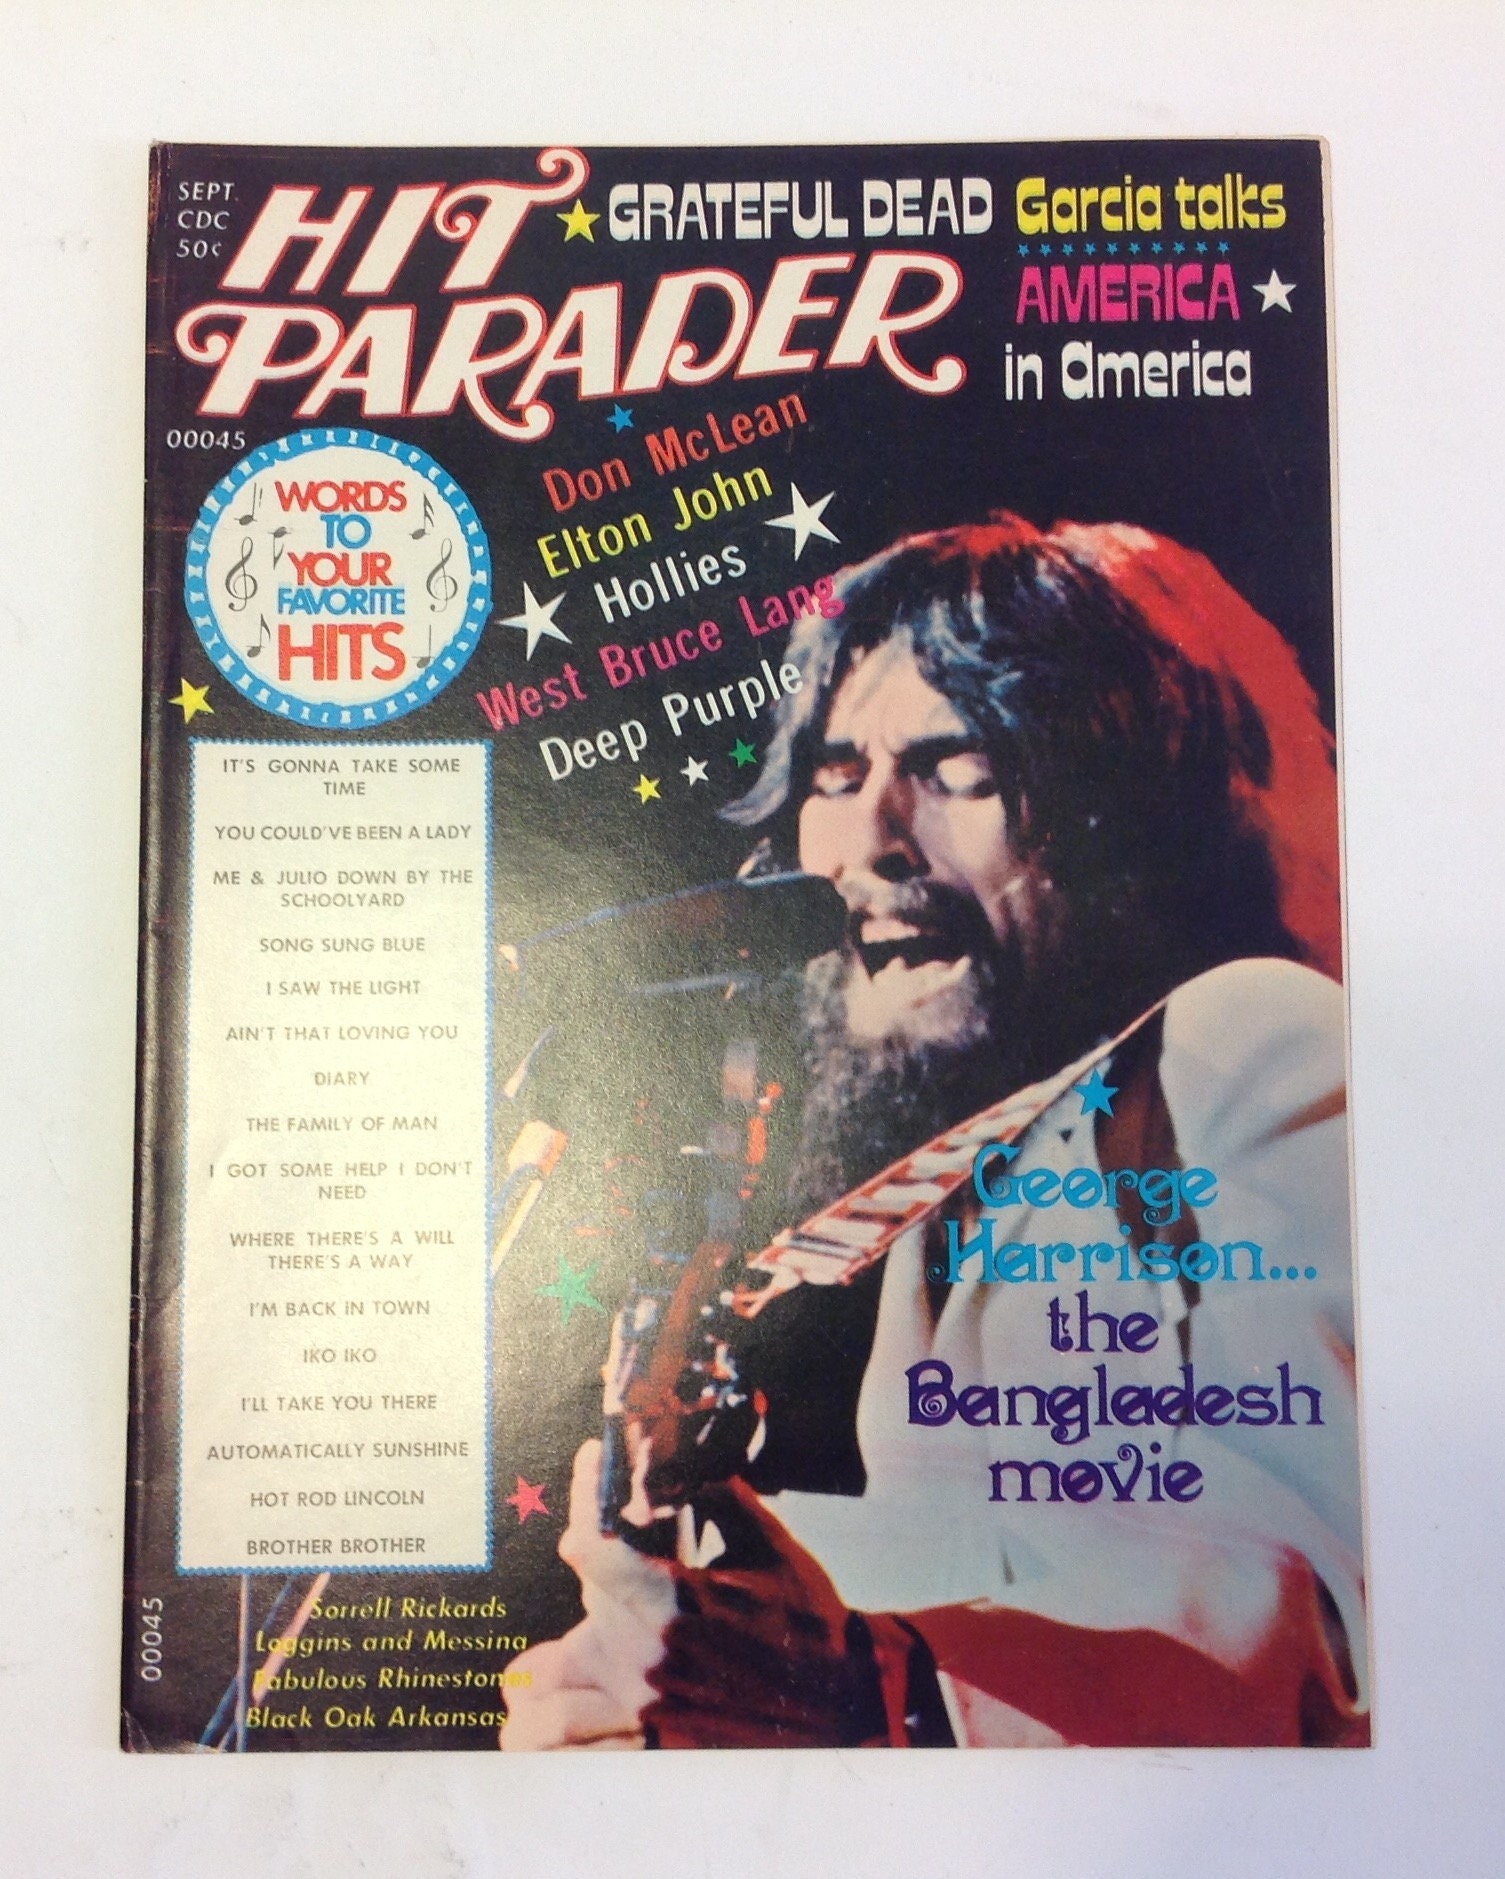 SEPT.
CDC
50¢
HIT
PARADER
GRATEFUL DEAD Garcia talks
AMERICA
in america
00045
WORDS
TO
YOUR
FAVORITE
HITS
Don McLean
Elton John
Hollies
West Bruce Lang
Deep Purple
IT'S GONNA TAKE SOME
TIME
YOU COULD'VE BEEN A LADY
ME & JULIO DOWN BY THE
SCHOOLYARD
SONG SUNG BLUE
I SAW THE LIGHT
AIN'T THAT LOVING YOU
DIARY
THE FAMILY OF MAN
I GOT SOME HELP I DON'T
NEED
WHERE THERE'S A WILL
THERE'S A WAY
I'M BACK IN TOWN
IKO IKO
I'LL TAKE YOU THERE
AUTOMATICALLY SUNSHINE
HOT ROD LINCOLN
BROTHER BROTHER
George
Harrison...
the
Bangladesh
movie
Sorrell Rickards
Loggins and Messina
Fabulous Rhinestones
Black Oak Arkansas
00045